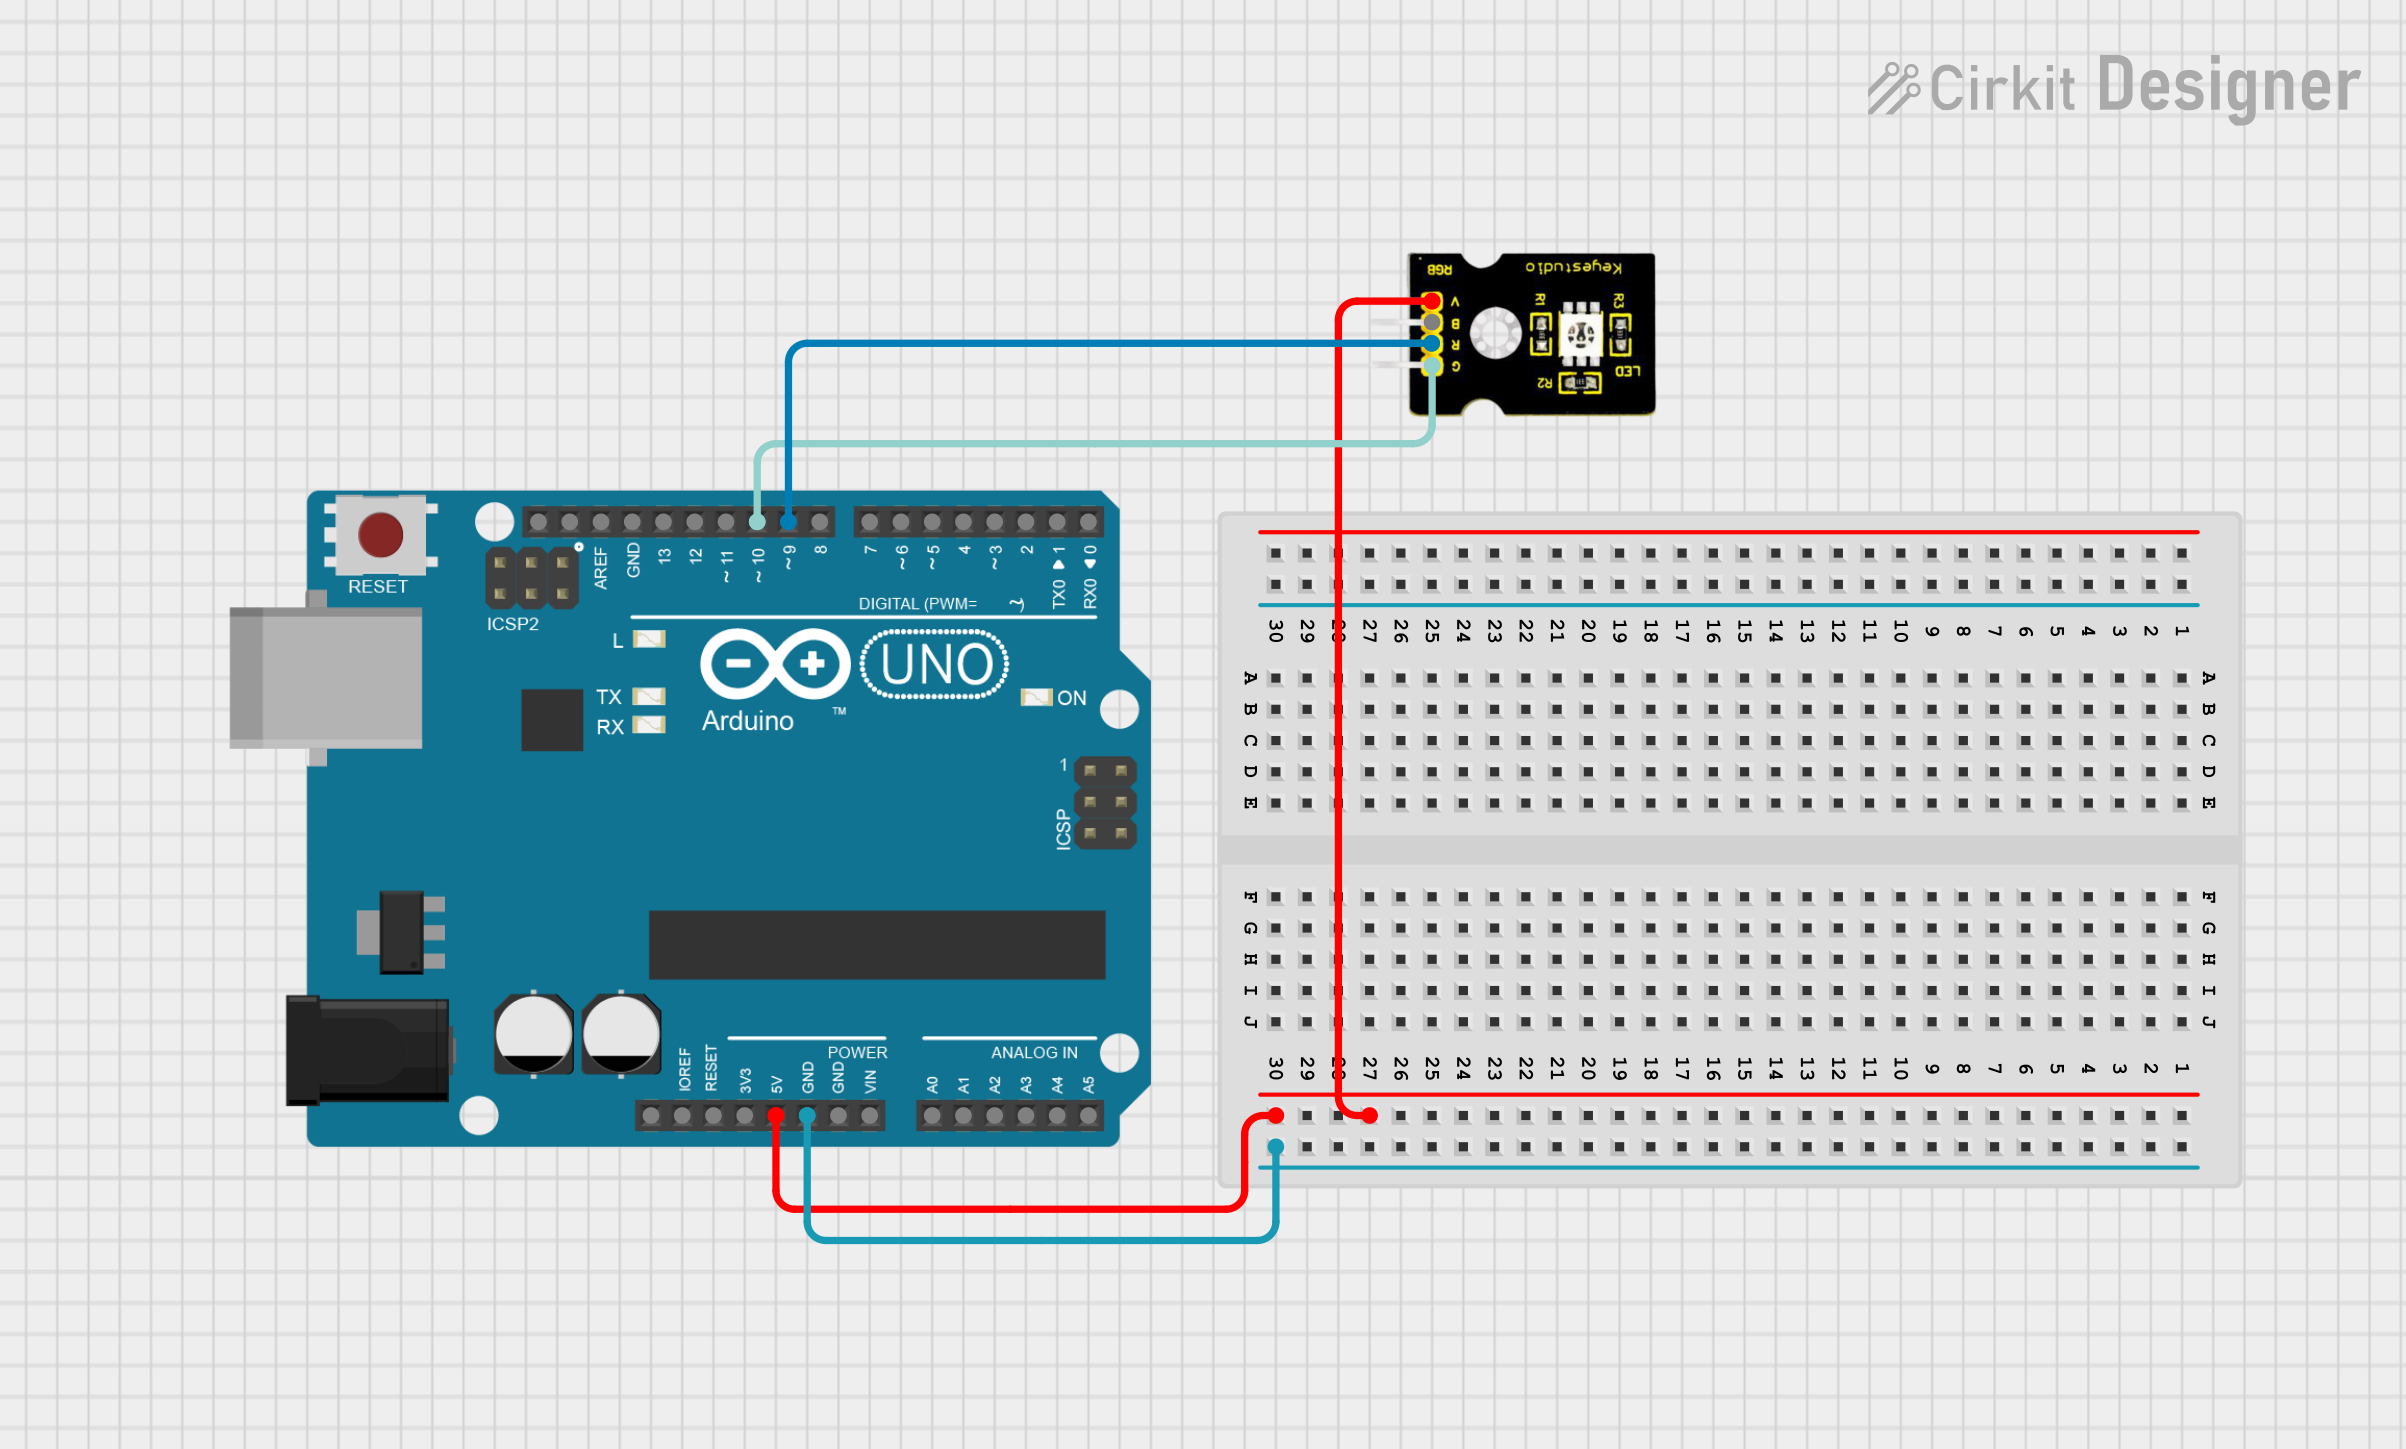 Cirkit Designer
RGB
Keyestudio
V
B
R
G
R1
R3
R2
LED
RESET
ICSP2
AREF
GND
13
12
~11
~10
~9
8
7
~6
~5
4
~3
2
TX0 ▶ 1
RX0 ◀ 0
DIGITAL (PWM= ~)
L
TX
RX
UNO
Arduino
™
ON
1
ICSP
POWER
ANALOG IN
IOREF
RESET
3V3
5V
GND
GND
VIN
A0
A1
A2
A3
A4
A5
30 29 28 27 26 25 24 23 22 21 20 19 18 17 16 15 14 13 12 11 10 9 8 7 6 5 4 3 2 1
A A
B B
C C
D D
E E
F F
G G
H H
I I
J J
30 29 28 27 26 25 24 23 22 21 20 19 18 17 16 15 14 13 12 11 10 9 8 7 6 5 4 3 2 1